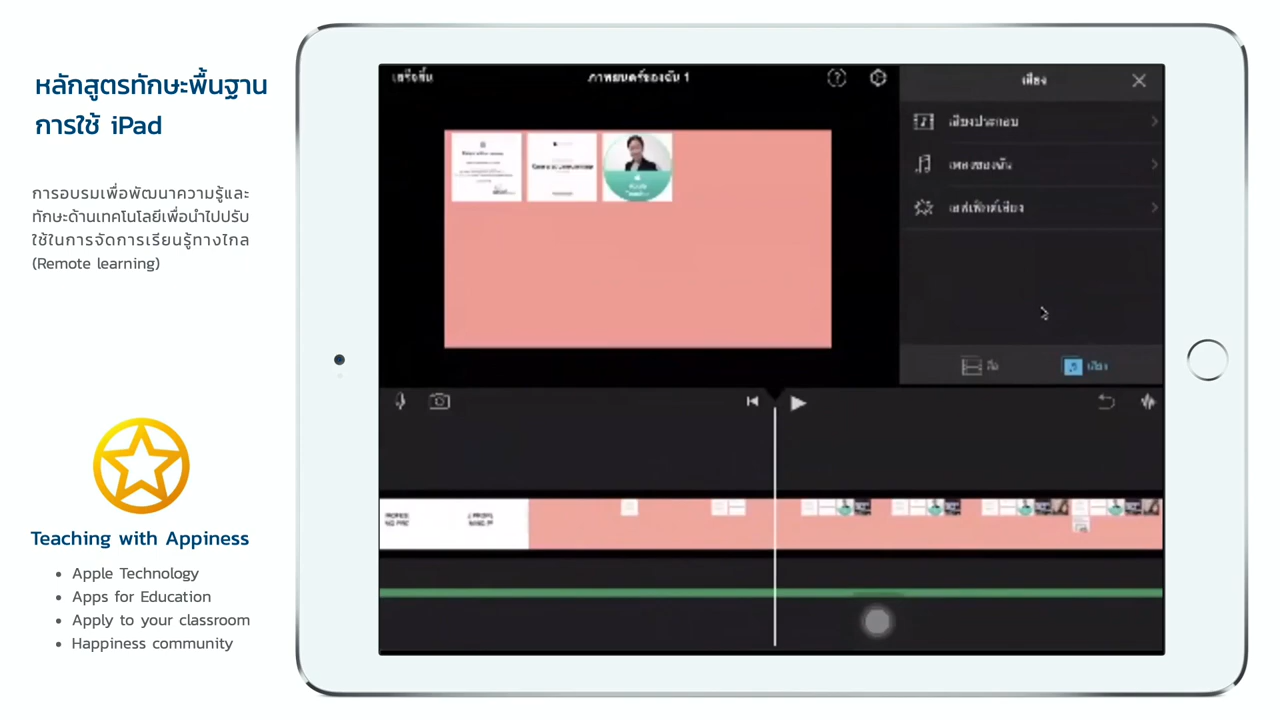 หลักสูตรทักษะพื้นฐาน
การใช้ iPad
การอบรมเพื่อพัฒนาความรู้และ
ทักษะด้านเทคโนโลยีเพื่อนำไปปรับ
ใช้ในการจัดการเรียนรู้ทางไกล
(Remote learning)
Teaching with Appiness
Apple Technology
Apps for Education
Apply to your classroom
Happiness community
เสร็จสิ้น
ภาพยนตร์ของฉัน 1
เสียง
เสียงประกอบ
เพลงของฉัน
เอฟเฟ็กต์เสียง
สื่อ
เสียง
Apple
Teacher